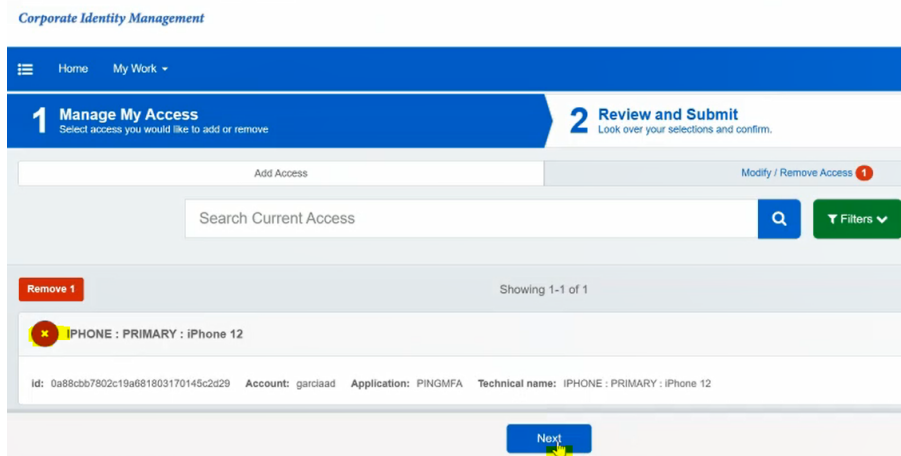 Corporate Identity Management
Home My Work
1 Manage My Access
Select access you would like to add or remove
2 Review and Submit
Look over your selections and confirm.
Add Access
Modify / Remove Access 1
Search Current Access
Filters
Remove 1
Showing 1-1 of 1
IPHONE : PRIMARY : iPhone 12
id: 0a88cbb7802c19a681803170145c2d29 Account: garciaad Application: PINGMFA Technical name: IPHONE : PRIMARY : iPhone 12
Next